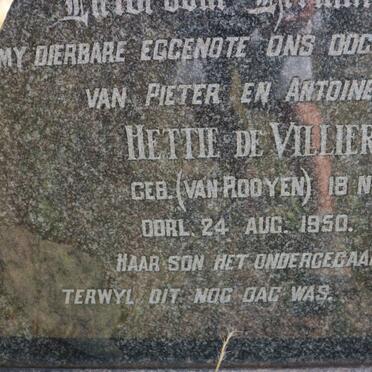 MY DIERBARE EGGENOTE ONS DOG
VAN PIETER EN ANTOINE
HETTIE DE VILLIER
GEB. (VAN ROOYEN) 18 N
OORL. 24 AUG. 1950.
HAAR SON HET ONDERGEGAA
TERWYL DIT NOG DAG WAS.